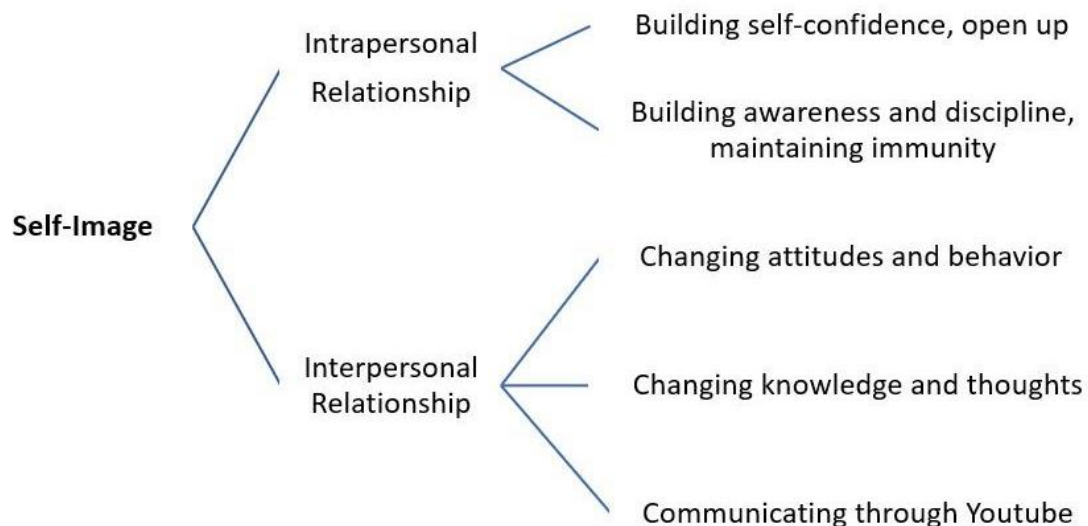 Intrapersonal
Relationship
Building self-confidence, open up
Building awareness and discipline,
maintaining immunity
Self-Image
Interpersonal
Relationship
Changing attitudes and behavior
Changing knowledge and thoughts
Communicating through Youtube